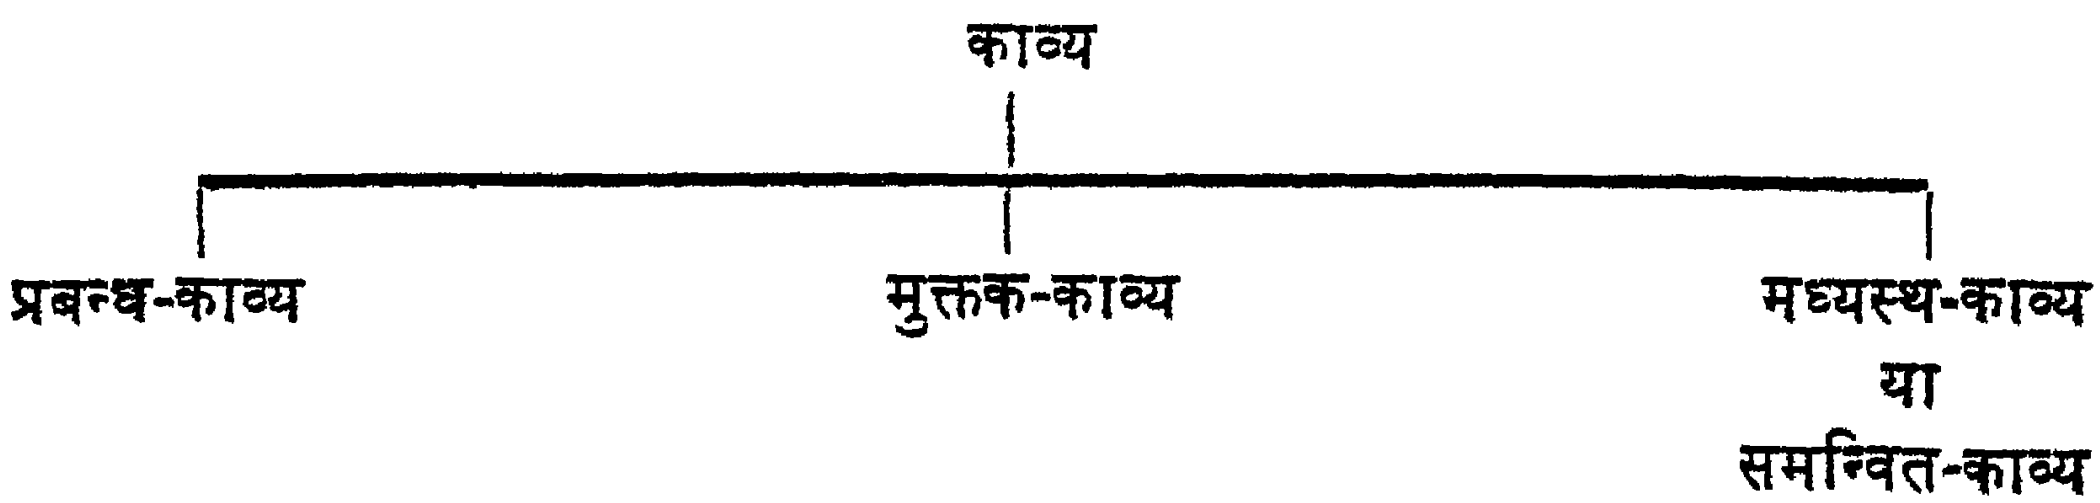 काव्य
प्रबन्ध-काव्य मुक्तक-काव्य मध्यस्थ-काव्य
या
समन्वित-काव्य